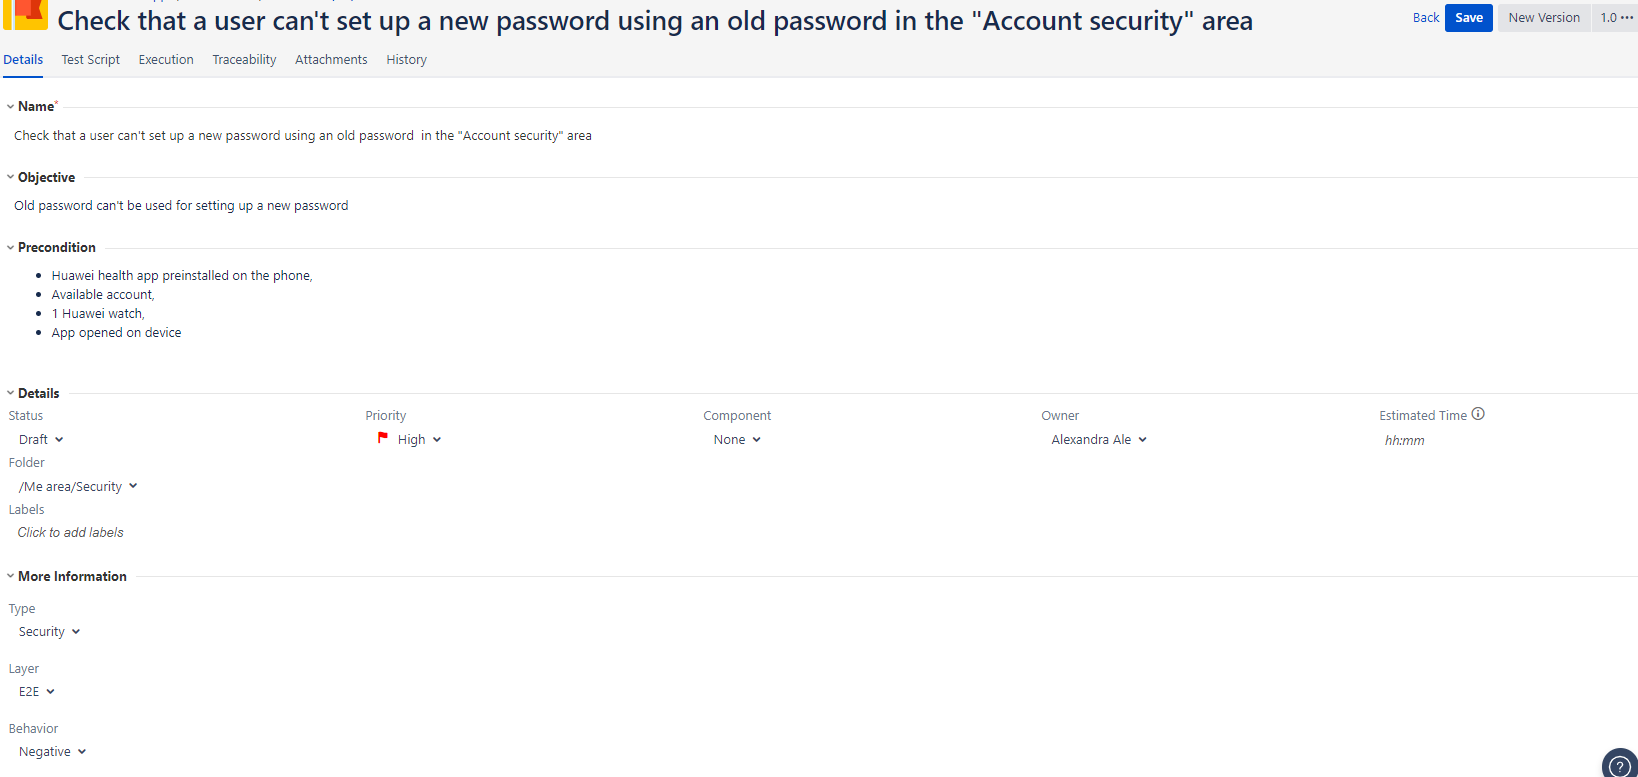 Check that a user can't set up a new password using an old password in the "Account security" area
Back Save New Version 1.0 ···
Details Test Script Execution Traceability Attachments History
Name*
Check that a user can't set up a new password using an old password in the "Account security" area
Objective
Old password can't be used for setting up a new password
Precondition
• Huawei health app preinstalled on the phone,
• Available account,
• 1 Huawei watch,
• App opened on device
Details
Status Priority Component Owner Estimated Time
Draft High None Alexandra Ale hh:mm
Folder
/Me area/Security
Labels
Click to add labels
More Information
Type
Security
Layer
E2E
Behavior
Negative
?